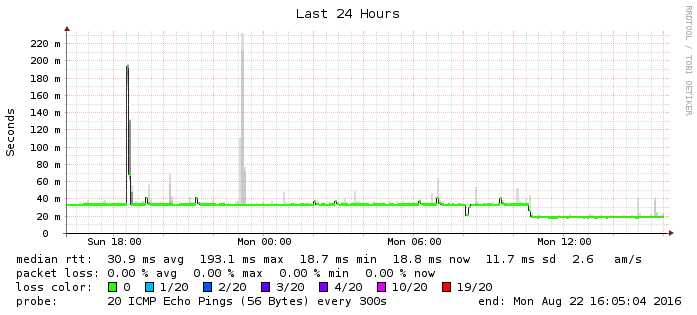 Last 24 Hours
RRDTOOL / TOBI OETIKER
Seconds
220 m
200 m
180 m
160 m
140 m
120 m
100 m
80 m
60 m
40 m
20 m
0
Sun 18:00 Mon 00:00 Mon 06:00 Mon 12:00
median rtt: 30.9 ms avg 193.1 ms max 18.7 ms min 18.8 ms now 11.7 ms sd 2.6 am/s
packet loss: 0.00 % avg 0.00 % max 0.00 % min 0.00 % now
loss color: 0 1/20 2/20 3/20 4/20 10/20 19/20
probe: 20 ICMP Echo Pings (56 Bytes) every 300s end: Mon Aug 22 16:05:04 2016